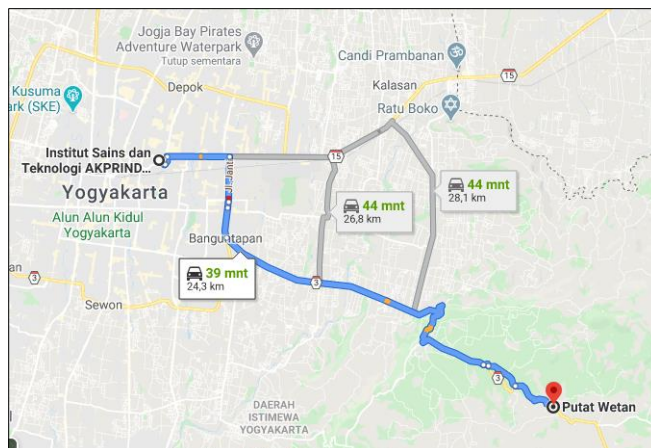 Jogja Bay Pirates
Adventure Waterpark
Tutup sementara
Candi Prambanan
15
Kalasan
Kusuma
(SKE)
Depok
Ratu Boko
Institut Sains dan
Teknologi AKPRIND...
15
Yogyakarta
44 mnt
26,8 km
44 mnt
28,1 km
Alun Alun Kidul
Yogyakarta
Banguntapan
39 mnt
24,3 km
3
3
Sewon
3
Putat Wetan
DAERAH
ISTIMEWA
YOGYAKARTA